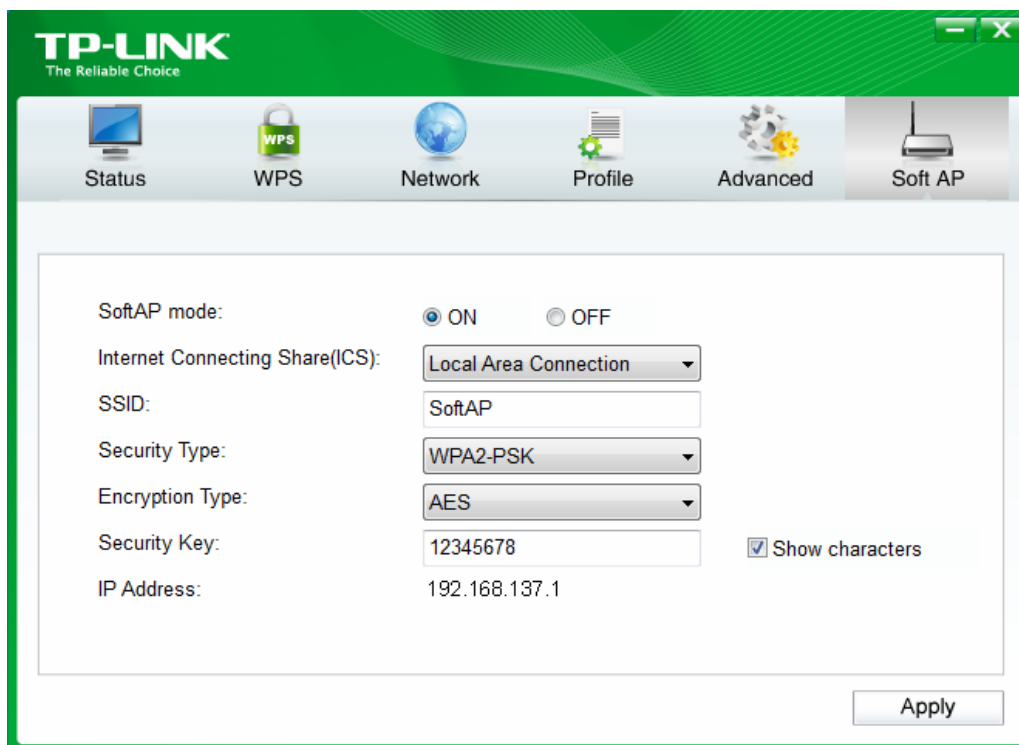 TP-LINK
The Reliable Choice
WPS
Status WPS Network Profile Advanced Soft AP
SoftAP mode: ON OFF
Internet Connecting Share(ICS): Local Area Connection
SSID: SoftAP
Security Type: WPA2-PSK
Encryption Type: AES
Security Key: 12345678 Show characters
IP Address: 192.168.137.1
Apply